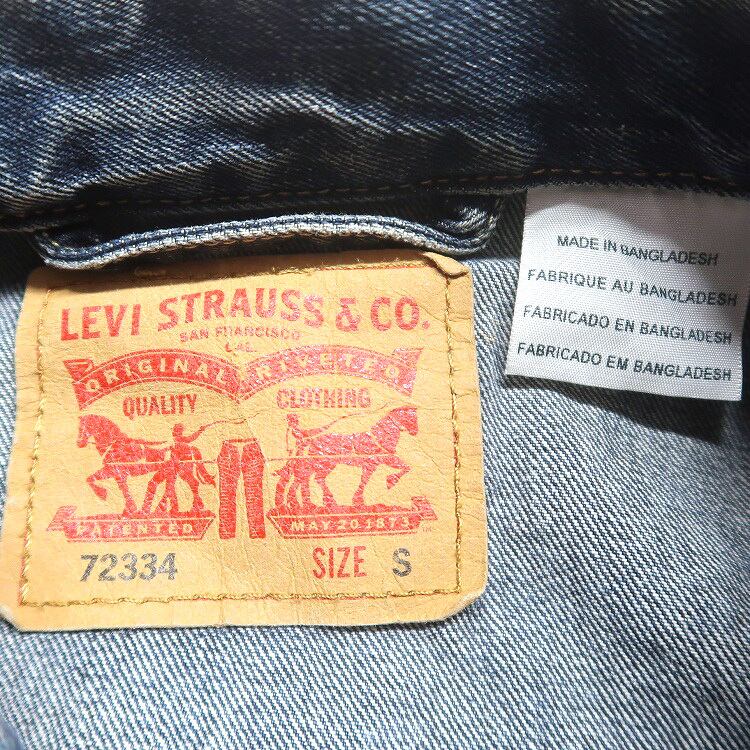 LEVI STRAUSS & CO.
SAN FRANCISCO
CAL.
ORIGINAL RIVETED
QUALITY CLOTHING
PATENTED MAY 20 1873
72334 SIZE S
MADE IN BANGLADESH
FABRIQUE AU BANGLADESH
FABRICADO EN BANGLADESH
FABRICADO EM BANGLADESH